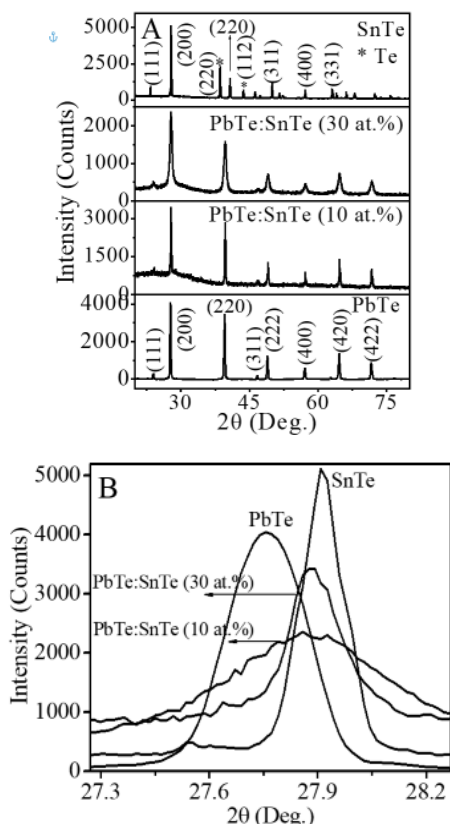 A
SnTe
5000
2500
0
(111)
(200)
(220)
*
(220)
*
(112)
(311)
(400)
(331)
* Te
PbTe:SnTe (30 at.%)
2000
1000
0
PbTe:SnTe (10 at.%)
3000
1500
0
PbTe
4000
2000
0
(111)
(200)
(220)
(311)
(222)
(400)
(420)
(422)
Intensity (Counts)
30 45 60 75
2θ (Deg.)
B
SnTe
PbTe
PbTe:SnTe (30 at.%)
PbTe:SnTe (10 at.%)
5000
4000
3000
2000
1000
0
Intensity (Counts)
27.3 27.6 27.9 28.2
2θ (Deg.)